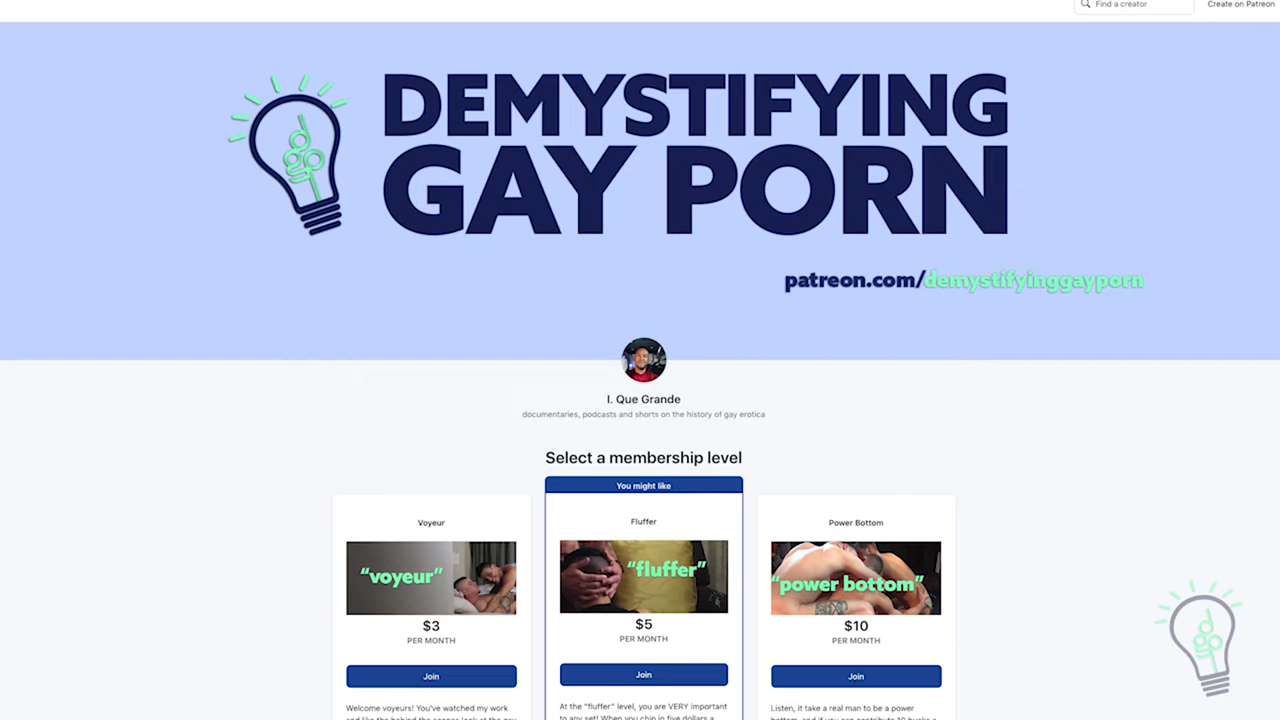 Find a creator
Create on Patreon
DEMYSTIFYING
GAY PORN
dgp
patreon.com/demystifyinggayporn
I. Que Grande
documentaries, podcasts and shorts on the history of gay erotica
Select a membership level
You might like
Voyeur
Fluffer
Power Bottom
“voyeur”
“fluffer”
“power bottom”
$3
$5
$10
PER MONTH
PER MONTH
PER MONTH
Join
Join
Join
Welcome voyeurs! You've watched my work
At the “fluffer” level, you are VERY important
Listen, it take a real man to be a power
dgp